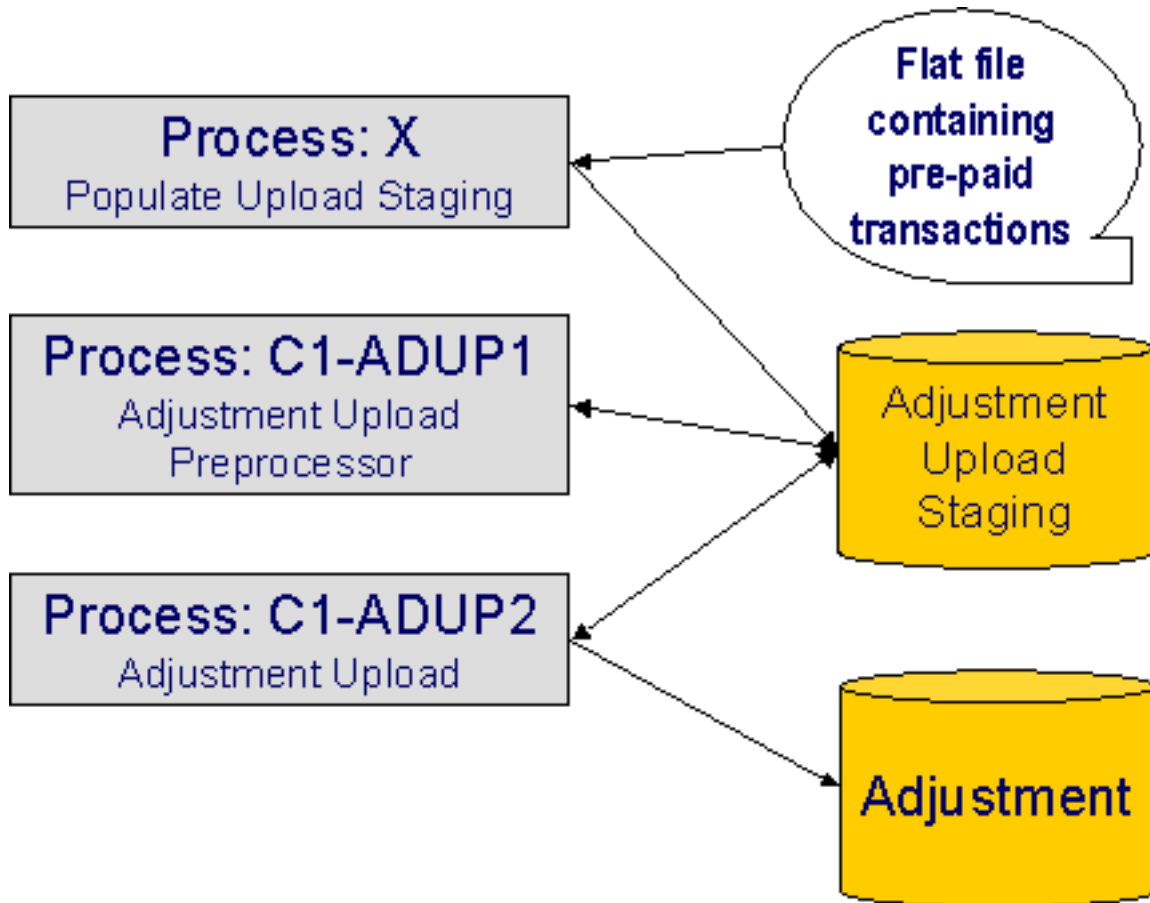 Process: X
Populate Upload Staging
Flat file
containing
pre-paid
transactions
Process: C1-ADUP1
Adjustment Upload
Preprocessor
Adjustment
Upload
Staging
Process: C1-ADUP2
Adjustment Upload
Adjustment